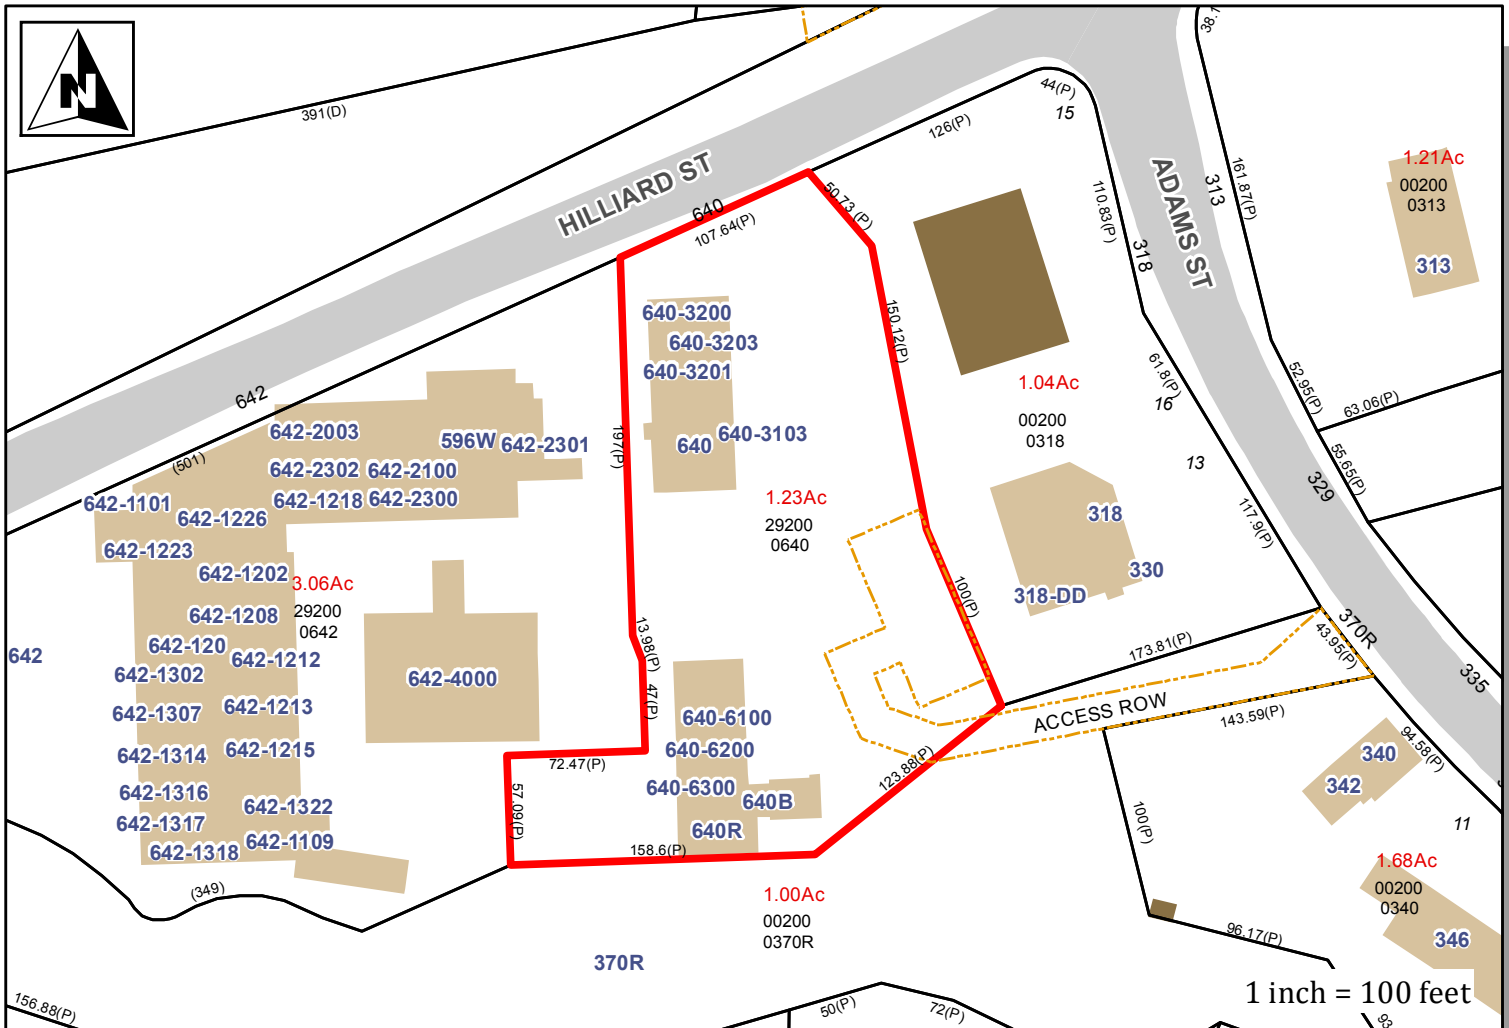 N
391(D)
HILLIARD ST
640
107.64(P)
126(P)
44(P)
15
38.1
ADAMS ST
313
161.87(P)
1.21Ac
00200
0313
313
50.73 (P)
110.83(P)
318
150.12(P)
640-3200
640-3203
640-3201
640
640-3103
197(P)
1.23Ac
29200
0640
1.04Ac
00200
0318
61.8(P)
16
13
52.95(P)
63.06(P)
55.65(P)
329
117.9(P)
318
330
318-DD
100(P)
642
(501)
642-2003
596W
642-2301
642-2302
642-2100
642-1218
642-2300
642-1101
642-1226
642-1223
642-1202
3.06Ac
29200
0642
642-1208
642-120
642-1212
642-1302
642-1213
642-1307
642-1215
642-1314
642-1316
642-1322
642-1317
642-1109
642-1318
642
642-4000
13.98(P)
47(P)
72.47(P)
57.09(P)
640-6100
640-6200
640-6300
640B
640R
158.6(P)
123.88(P)
173.81(P)
ACCESS ROW
143.59(P)
370R
43.95(P)
335
94.58(P)
340
342
11
100(P)
1.68Ac
00200
0340
346
96.17(P)
(349)
1.00Ac
00200
0370R
370R
156.88(P)
50(P)
72(P)
93.
1 inch = 100 feet